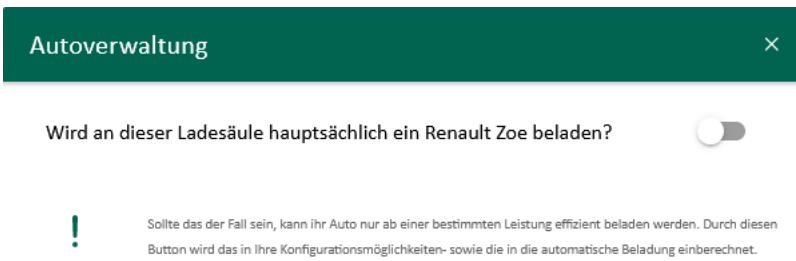 Autoverwaltung
Wird an dieser Ladesäule hauptsächlich ein Renault Zoe beladen?
Sollte das der Fall sein, kann ihr Auto nur ab einer bestimmten Leistung effizient beladen werden. Durch diesen
Button wird das in Ihre Konfigurationsmöglichkeiten- sowie die in die automatische Beladung einberechnet.